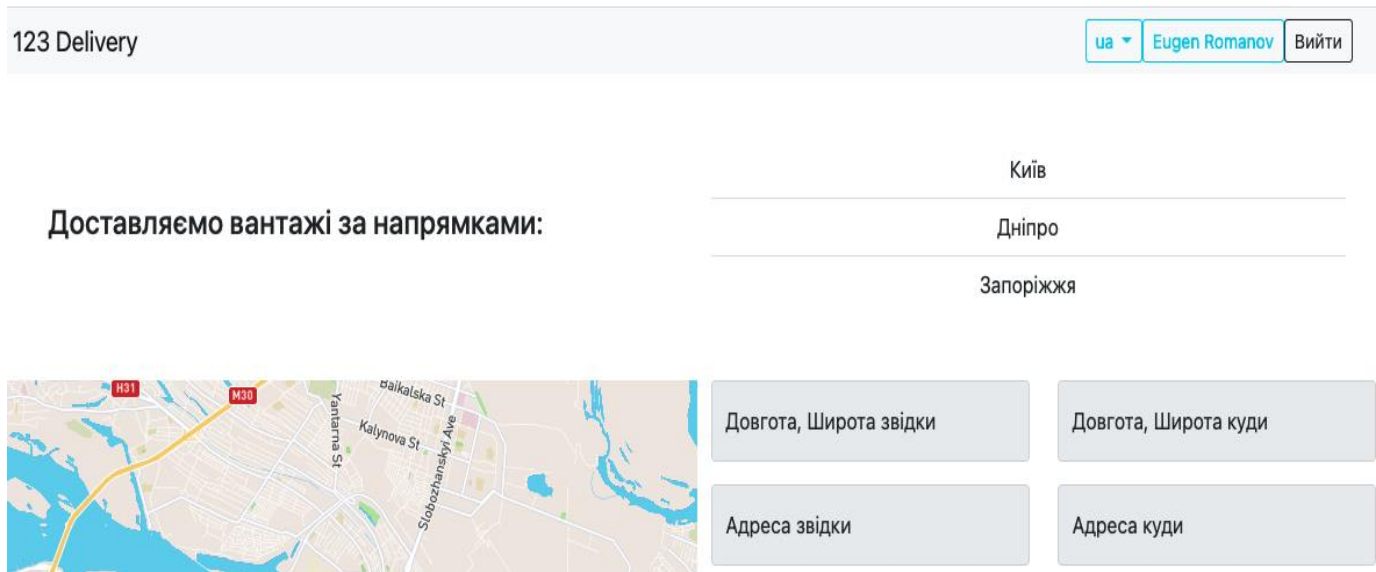 123 Delivery
ua
Eugen Romanov
Вийти
Доставляємо вантажі за напрямками:
Київ
Дніпро
Запоріжжя
H31
M30
Baikalska St
Yantarna St
Kalynova St
Slobozhanskyi Ave
Довгота, Широта звідки
Довгота, Широта куди
Адреса звідки
Адреса куди